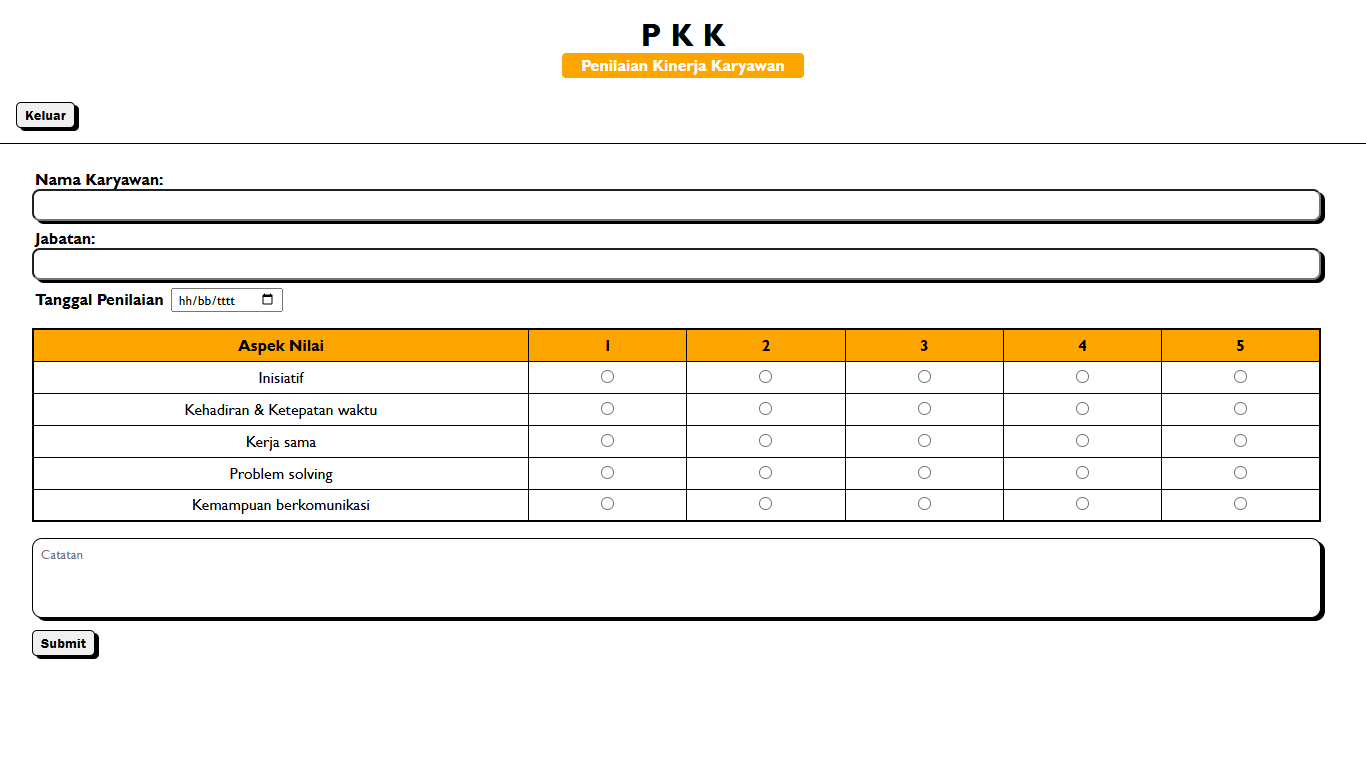 P K K
Penilaian Kinerja Karyawan
Keluar
Nama Karyawan:
Jabatan:
Tanggal Penilaian hh/bb/tttt
Aspek Nilai 1 2 3 4 5
Inisiatif
Kehadiran & Ketepatan waktu
Kerja sama
Problem solving
Kemampuan berkomunikasi
Catatan
Submit